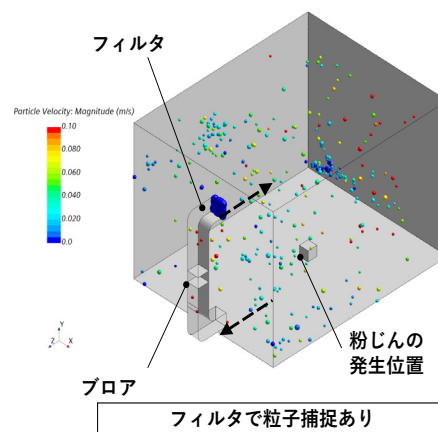 フィルタ
Particle Velocity: Magnitude (m/s)
0.10
0.080
0.060
0.040
0.020
0.0
Y
Z X
粉じんの
発生位置
ブロア
フィルタで粒子捕捉あり